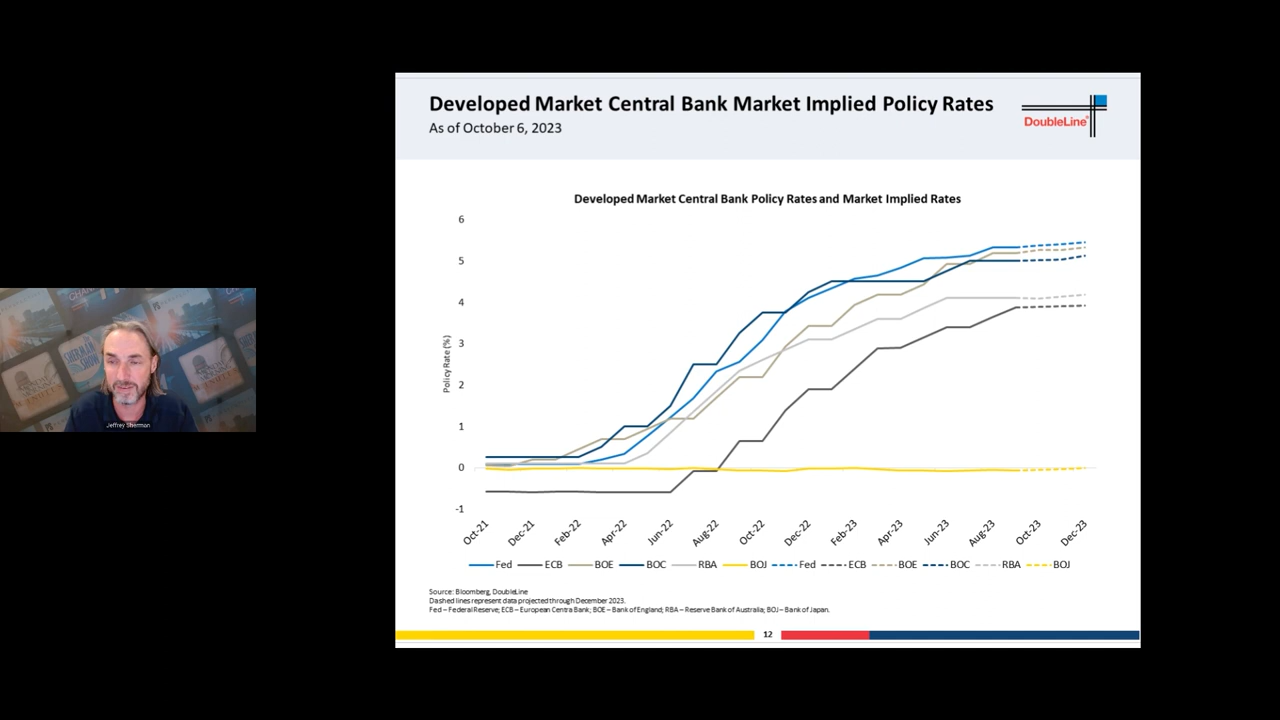 Developed Market Central Bank Market Implied Policy Rates
As of October 6, 2023
DoubleLine®
Developed Market Central Bank Policy Rates and Market Implied Rates
Policy Rate (%)
6
5
4
3
2
1
0
-1
Oct-21
Dec-21
Feb-22
Apr-22
Jun-22
Aug-22
Oct-22
Dec-22
Feb-23
Apr-23
Jun-23
Aug-23
Oct-23
Dec-23
Fed ECB BOE BOC RBA BOJ Fed ECB BOE BOC RBA BOJ
Source: Bloomberg, DoubleLine
Dashed lines represent data projected through December 2023.
Fed – Federal Reserve; ECB – European Centra Bank; BOE – Bank of England; RBA – Reserve Bank of Australia; BOJ – Bank of Japan.
12
SHERMAN
SHOW
Jeffrey Sherman